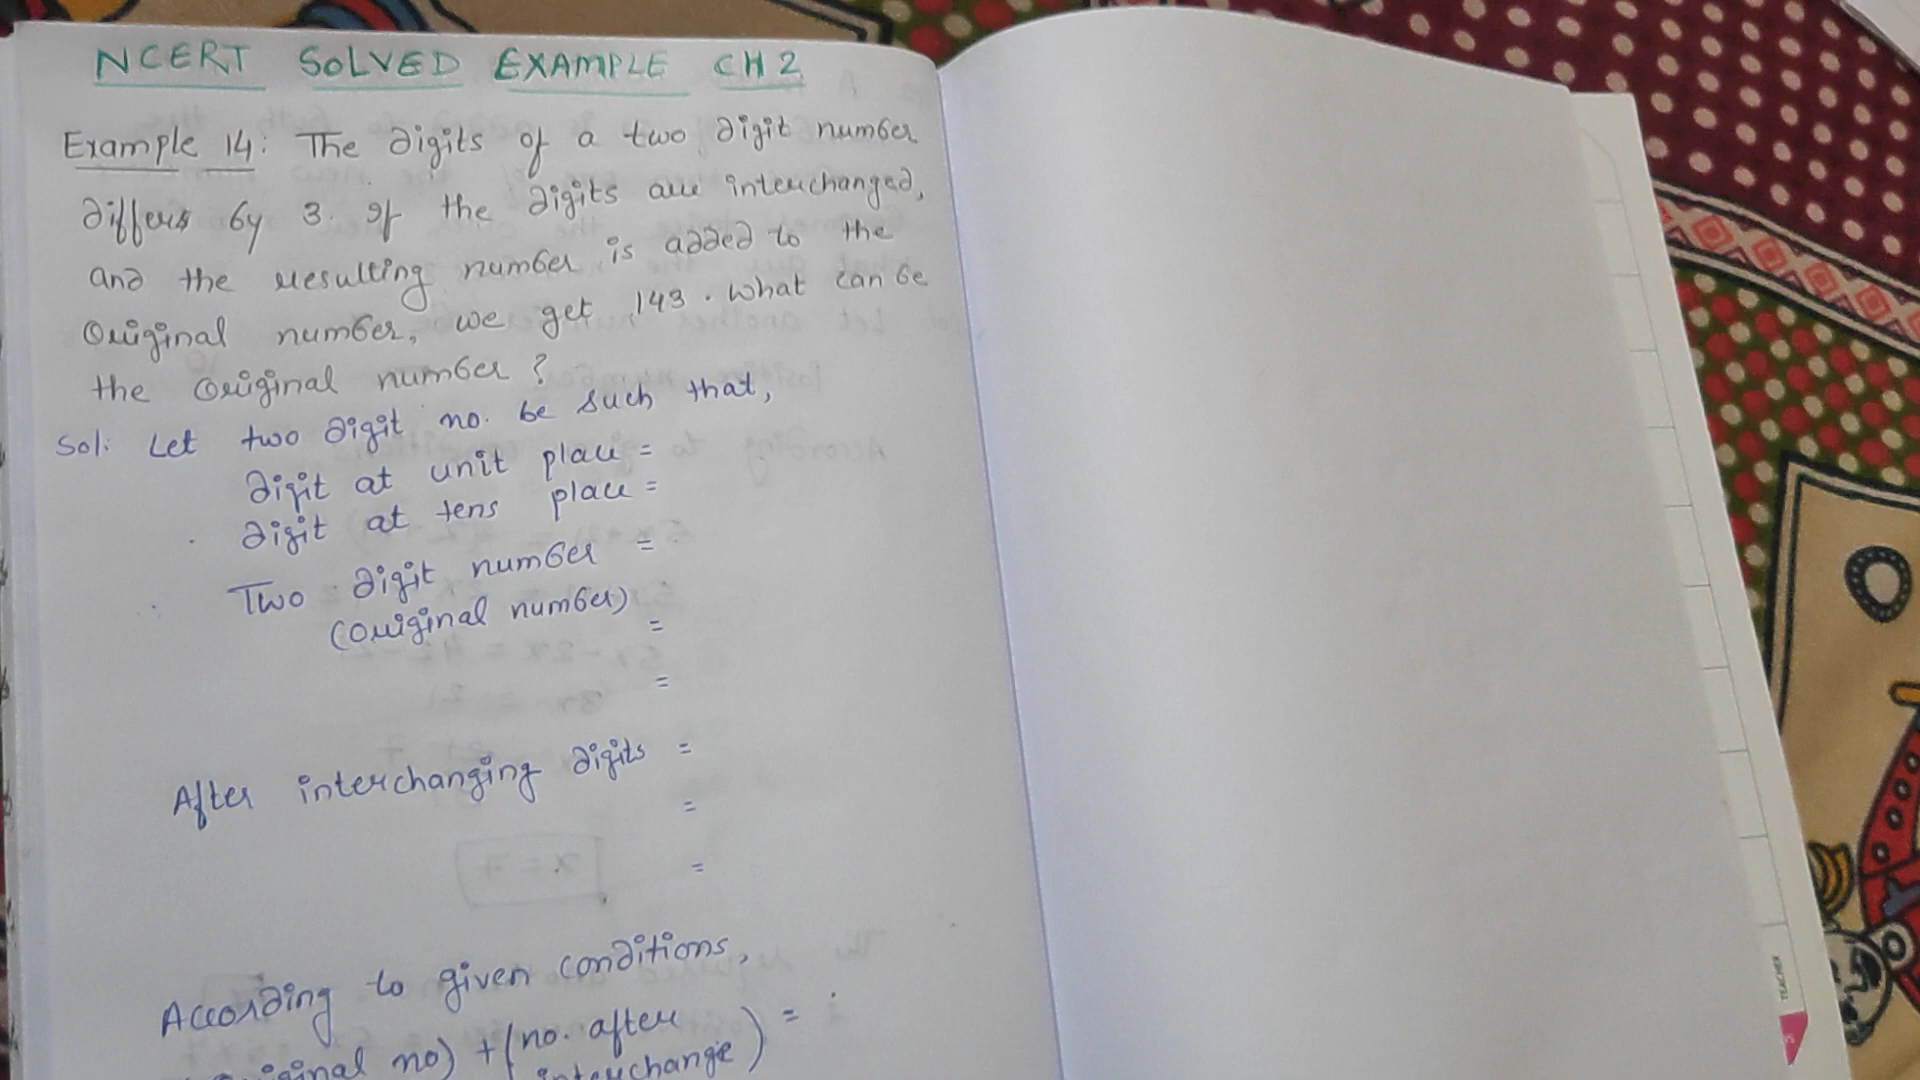 NCERT SOLVED EXAMPLE CH 2
Example 14: The digits of a two digit number
differs by 3. If the digits are interchanged,
and the resulting number is added to the
Original number, we get 143. What can be
the Original number?
Sol: Let two digit no. be such that,
digit at unit place =
digit at tens place =
Two digit number =
(Original number)
=
=
After interchanging digits =
=
=
According to given conditions,
iginal no) + (no. after interchange) =
TEACHER